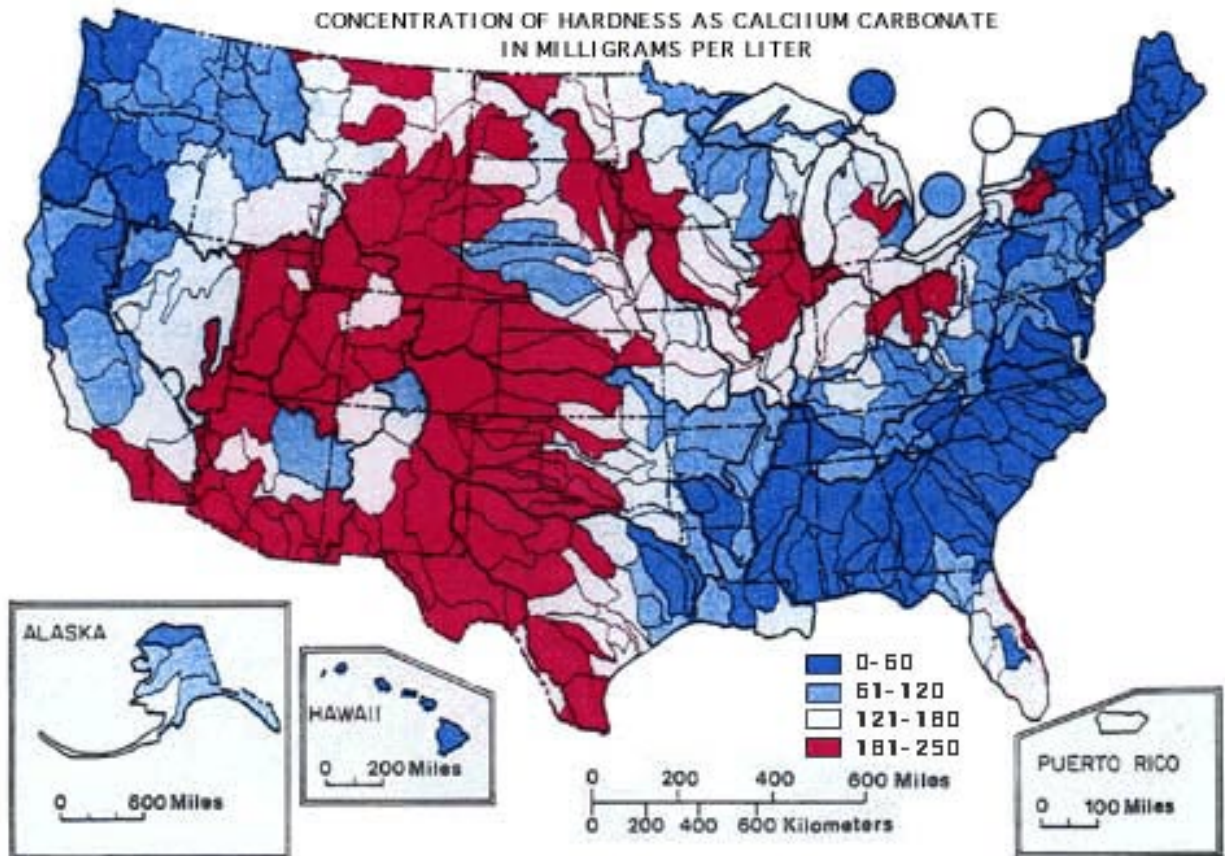 CONCENTRATION OF HARDNESS AS CALCIIUM CARBONATE
IN MILLIGRAMS PER LITER
0-60
61-120
121-180
181-250
ALASKA
0 600 Miles
HAWAII
0 200 Miles
0 200 400 600 Miles
0 200 400 600 Kilometers
PUERTO RICO
0 100 Miles